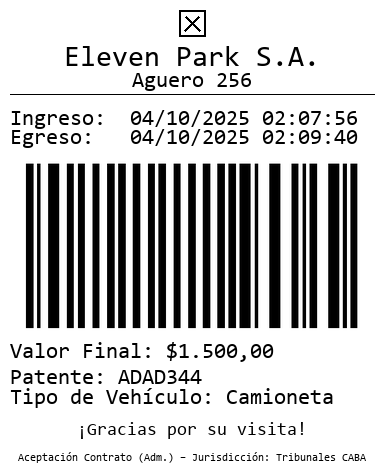 Eleven Park S.A.
Aguero 256
Ingreso: 04/10/2025 02:07:56
Egreso: 04/10/2025 02:09:40
Valor Final: $1.500,00
Patente: ADAD344
Tipo de Vehículo: Camioneta
¡Gracias por su visita!
Aceptación Contrato (Adm.) – Jurisdicción: Tribunales CABA